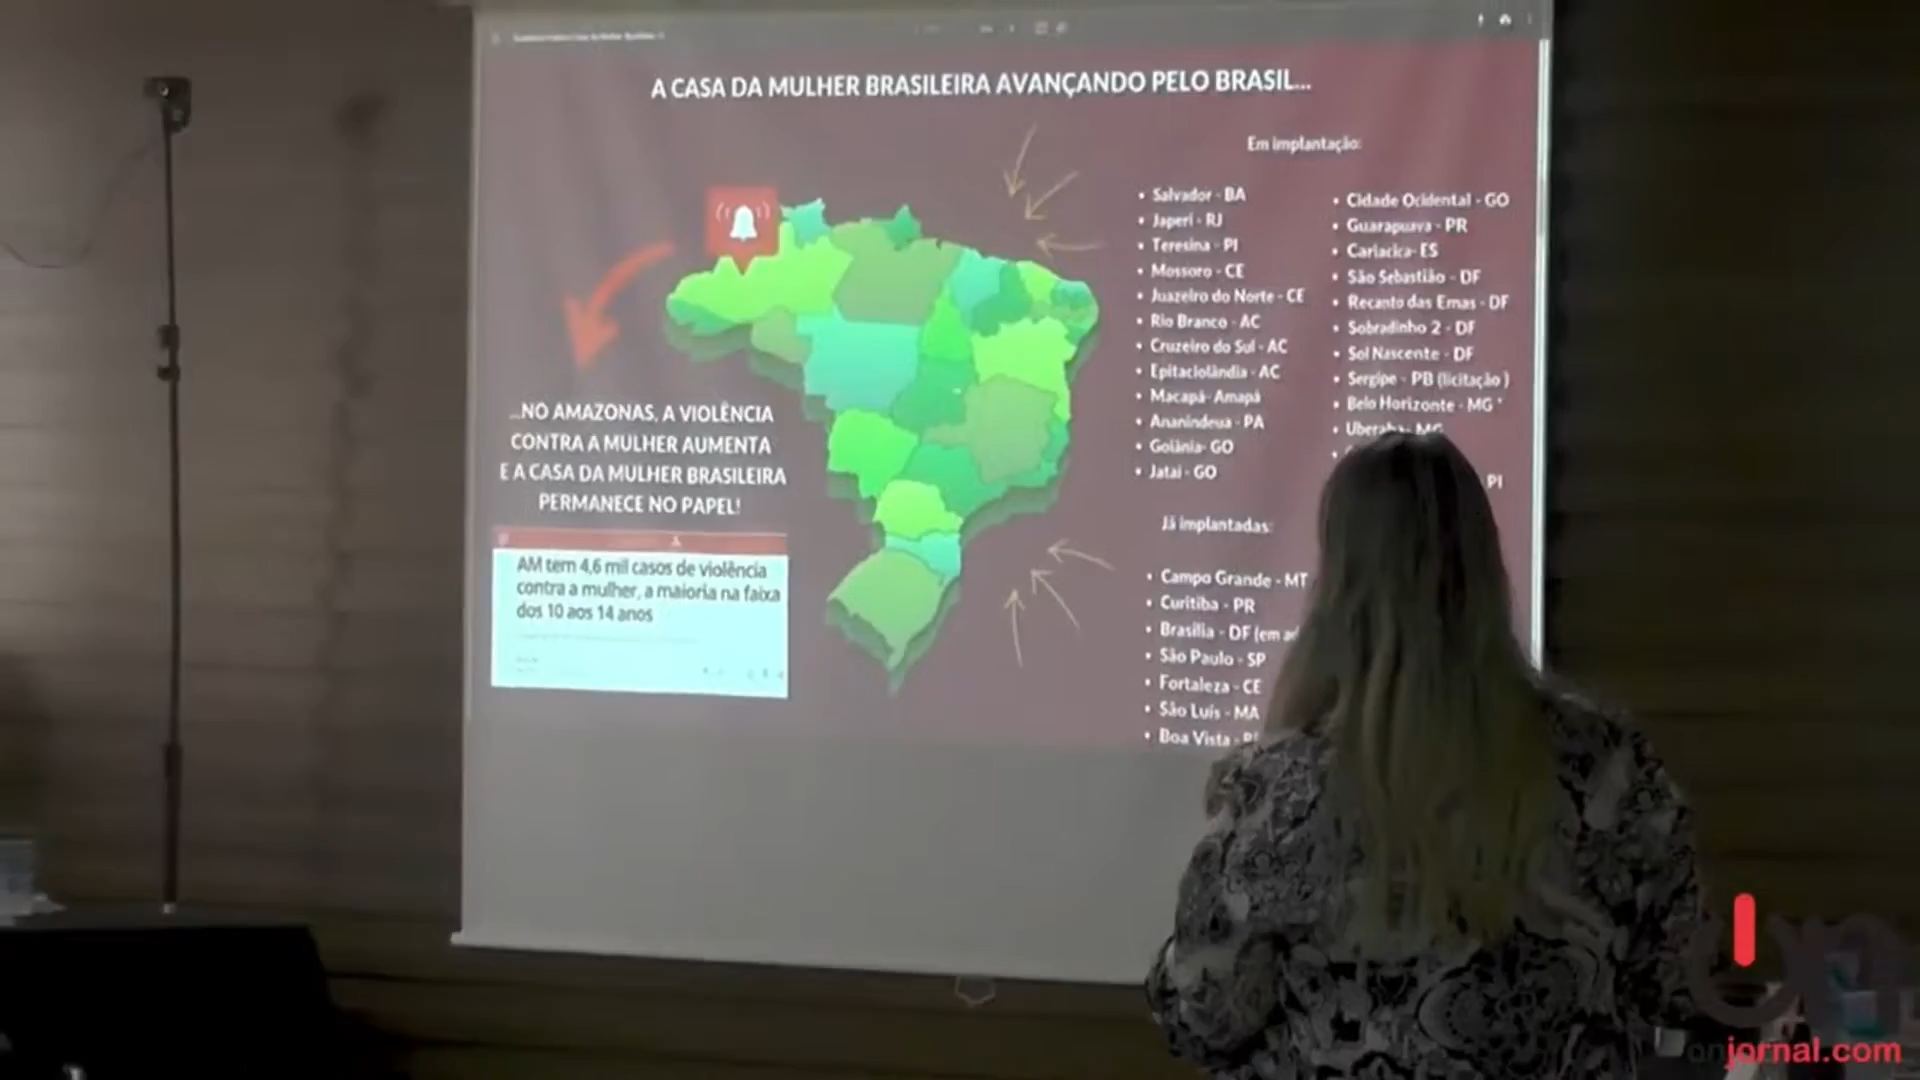 A CASA DA MULHER BRASILEIRA AVANÇANDO PELO BRASIL...
...NO AMAZONAS, A VIOLÊNCIA
CONTRA A MULHER AUMENTA
E A CASA DA MULHER BRASILEIRA
PERMANECE NO PAPEL!
AM tem 4,6 mil casos de violência
contra a mulher, a maioria na faixa
dos 10 aos 14 anos
Em implantação:
• Salvador - BA
• Japeri - RJ
• Teresina - PI
• Mossoro - CE
• Juazeiro do Norte - CE
• Rio Branco - AC
• Cruzeiro do Sul - AC
• Epitaciolândia - AC
• Macapá- Amapá
• Ananindeua - PA
• Goiânia- GO
• Jataí - GO
• Cidade Ocidental - GO
• Guarapuava - PR
• Cariacica- ES
• São Sebastião - DF
• Recanto das Emas - DF
• Sobradinho 2 - DF
• Sol Nascente - DF
• Sergipe - PB (licitação )
• Belo Horizonte - MG *
• Uberaba- MG
PI
Já implantadas:
• Campo Grande - MT
• Curitiba - PR
• Brasília - DF (em
• São Paulo - SP
• Fortaleza - CE
• São Luís - MA
• Boa Vista -
onjornal.com